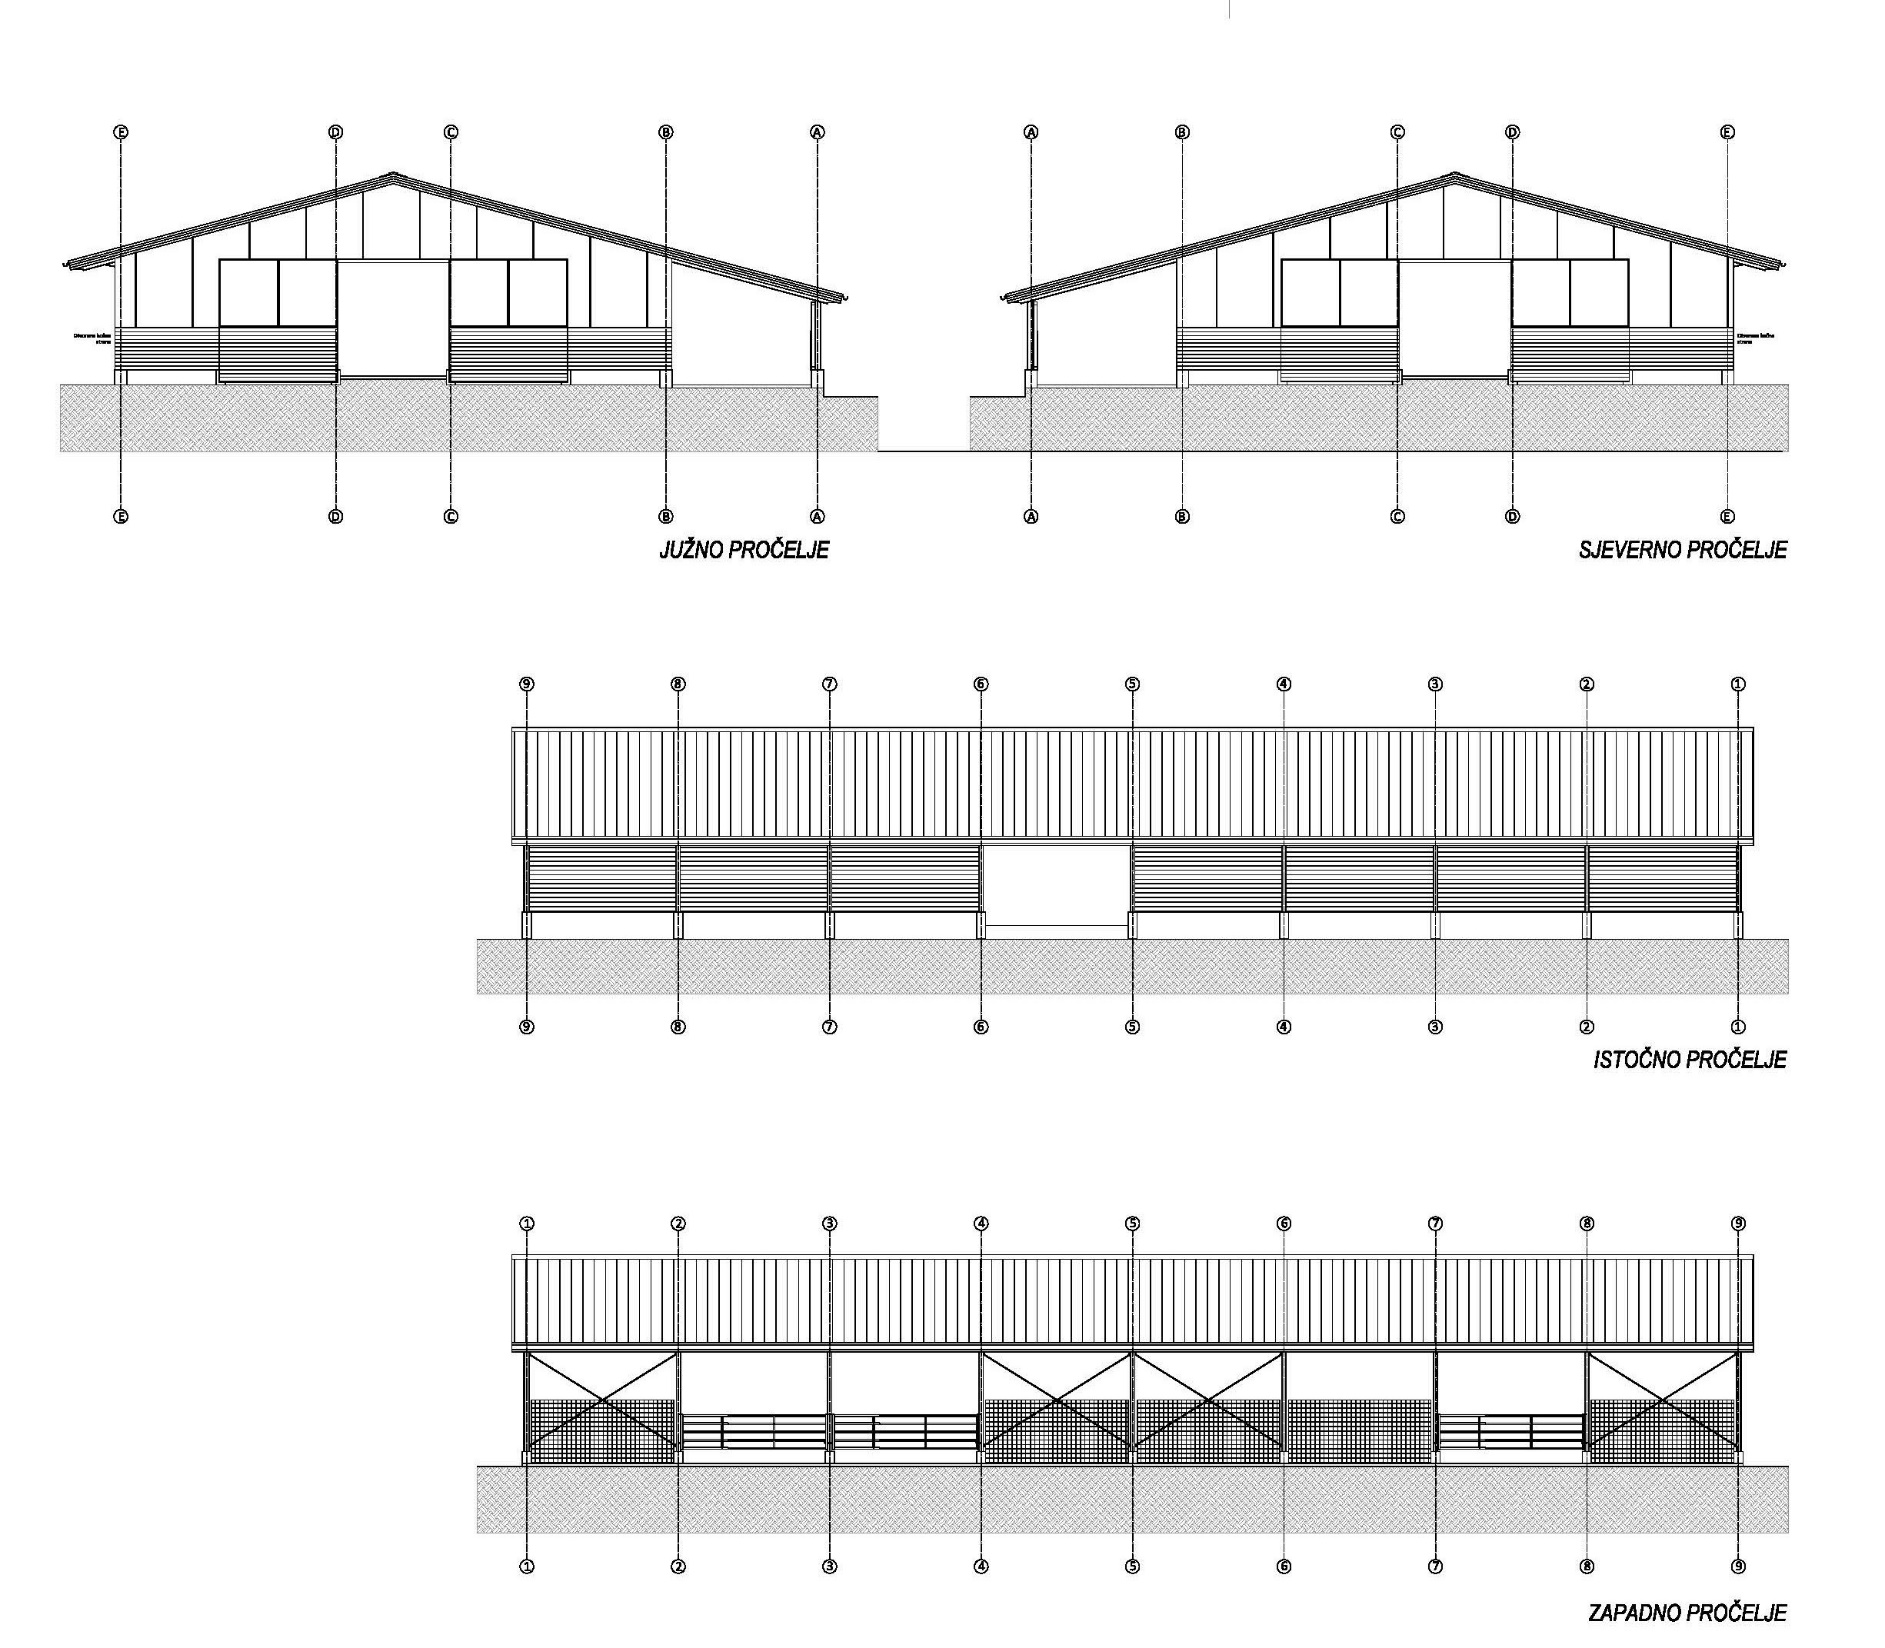 E D C B A A B C D E
E D C B A A B C D E
JUŽNO PROČELJE SJEVERNO PROČELJE
9 8 7 6 5 4 3 2 1
9 8 7 6 5 4 3 2 1
ISTOČNO PROČELJE
1 2 3 4 5 6 7 8 9
1 2 3 4 5 6 7 8 9
ZAPADNO PROČELJE